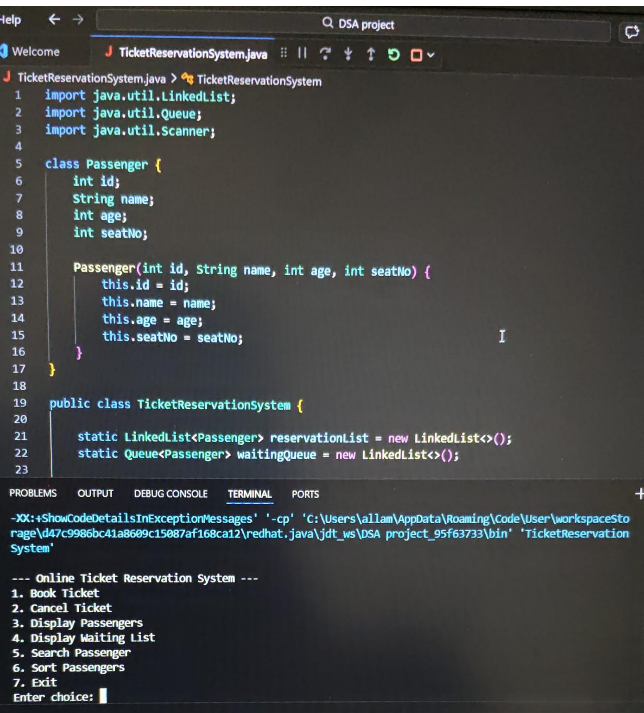 Help
DSA project
Welcome
J TicketReservationSystem.java
J TicketReservationSystem.java > TicketReservationSystem
1 import java.util.LinkedList;
2 import java.util.Queue;
3 import java.util.Scanner;
4
5 class Passenger {
6 int id;
7 String name;
8 int age;
9 int seatNo;
10
11 Passenger(int id, String name, int age, int seatNo) {
12 this.id = id;
13 this.name = name;
14 this.age = age;
15 this.seatNo = seatNo;
16 }
17 }
18
19 public class TicketReservationSystem {
20
21 static LinkedList<Passenger> reservationList = new LinkedList<>();
22 static Queue<Passenger> waitingQueue = new LinkedList<>();
23
PROBLEMS OUTPUT DEBUG CONSOLE TERMINAL PORTS
-XX:+ShowCodeDetailsInExceptionMessages' '-cp' 'C:\Users\allam\AppData\Roaming\Code\User\workspaceSto
rage\d47c9986bc41a8609c15087af168ca12\redhat.java\jdt_ws\DSA project_95f63733\bin' 'TicketReservation
System'
--- Online Ticket Reservation System ---
1. Book Ticket
2. Cancel Ticket
3. Display Passengers
4. Display Waiting List
5. Search Passenger
6. Sort Passengers
7. Exit
Enter choice: